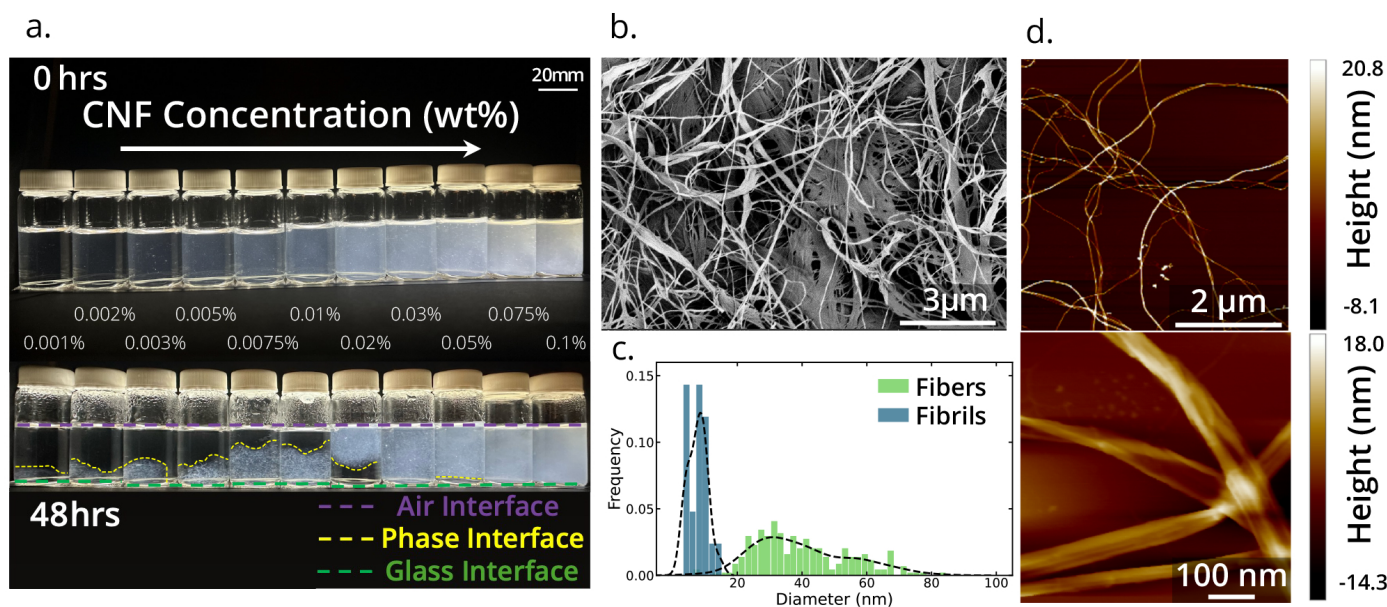 a.
0 hrs
20mm
CNF Concentration (wt%)
0.002% 0.005% 0.01% 0.03% 0.075%
0.001% 0.003% 0.0075% 0.02% 0.05% 0.1%
48hrs
Air Interface
Phase Interface
Glass Interface
b.
3μm
c.
Fibers
Fibrils
Frequency
0.15
0.10
0.05
0.00
20 40 60 80 100
Diameter (nm)
d.
2 μm
20.8
Height (nm)
-8.1
100 nm
18.0
Height (nm)
-14.3